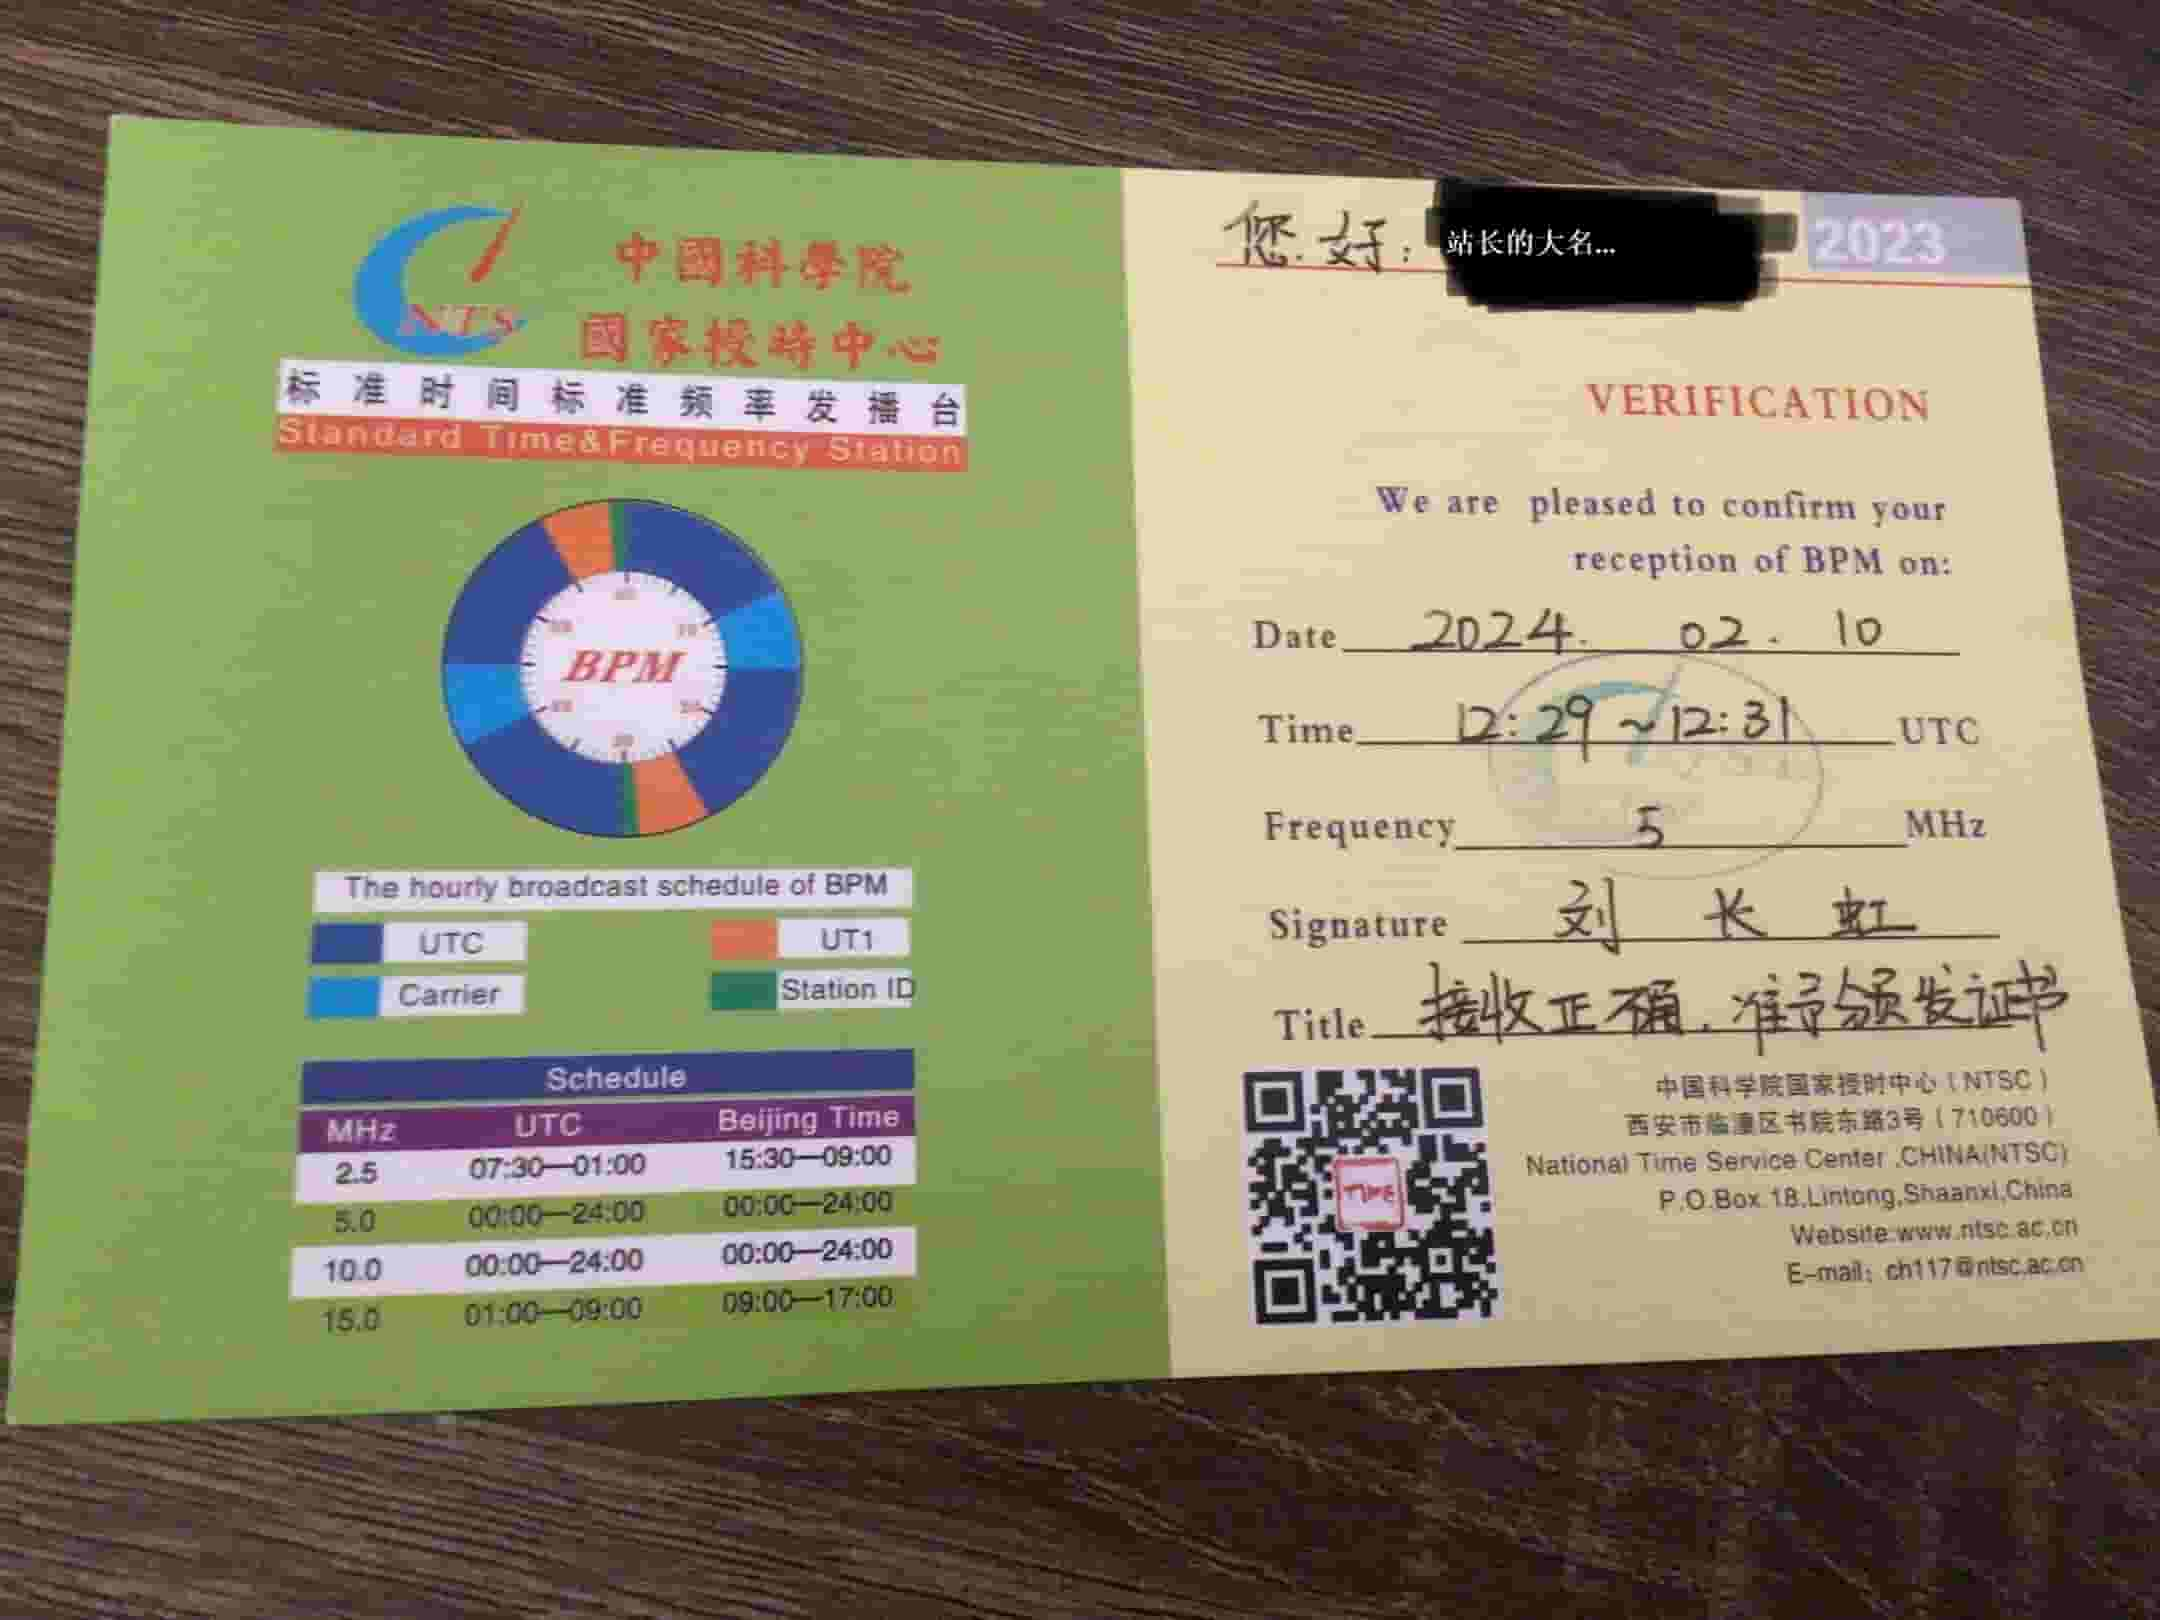 NTS
中國科學院
國家授時中心
标准时间标准频率发播台
Standard Time&Frequency Station
BPM
The hourly broadcast schedule of BPM
UTC
UT1
Carrier
Station ID
Schedule
MHz UTC Beijing Time
2.5 07:30—01:00 15:30—09:00
5.0 00:00—24:00 00:00—24:00
10.0 00:00—24:00 00:00—24:00
15.0 01:00—09:00 09:00—17:00
您好: 站长的大名...
2023
VERIFICATION
We are pleased to confirm your
reception of BPM on:
Date 2024. 02. 10
Time 12:29~12:31 UTC
Frequency 5 MHz
Signature 刘长虹
Title 接收正确.准予颁发证书
TIME
中国科学院国家授时中心(NTSC)
西安市临潼区书院东路3号(710600)
National Time Service Center ,CHINA(NTSC)
P.O.Box 18,Lintong,Shaanxi,China
Website:www.ntsc.ac.cn
E-mail: ch117@ntsc.ac.cn